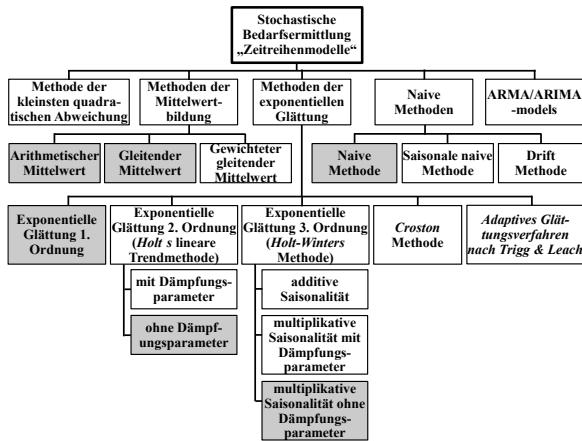 Stochastische
Bedarfsermittlung
„Zeitreihenmodelle“
Methode der
kleinsten quadra-
tischen Abweichung
Methoden der
Mittelwert-
bildung
Methoden der
exponentiellen
Glättung
Naive
Methoden
ARMA/ARIMA
-models
Arithmetischer
Mittelwert
Gleitender
Mittelwert
Gewichteter
gleitender
Mittelwert
Naive
Methode
Saisonale naive
Methode
Drift
Methode
Exponentielle
Glättung 1.
Ordnung
Exponentielle
Glättung 2. Ordnung
(Holt s lineare
Trendmethode)
Exponentielle
Glättung 3. Ordnung
(Holt-Winters
Methode)
Croston
Methode
Adaptives Glät-
tungsverfahren
nach Trigg & Leach
mit Dämpfungs-
parameter
ohne Dämpf-
ungsparameter
additive
Saisonalität
multiplikative
Saisonalität mit
Dämpfungs-
parameter
multiplikative
Saisonalität ohne
Dämpfungs-
parameter